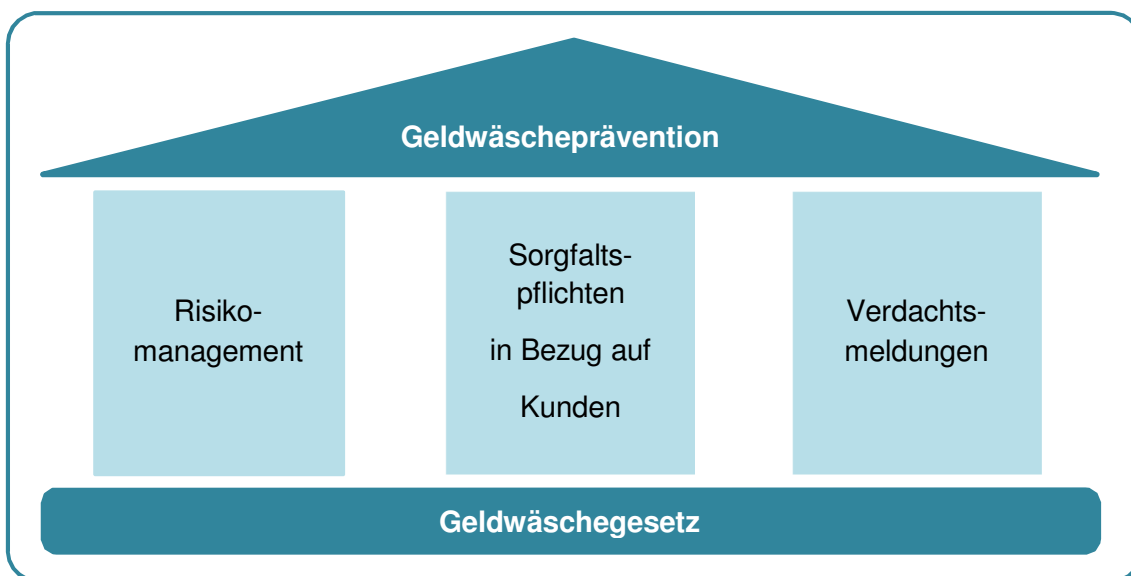 Geldwäscheprävention
Risiko-
management
Sorgfalts-
pflichten
in Bezug auf
Kunden
Verdachts-
meldungen
Geldwäschegesetz